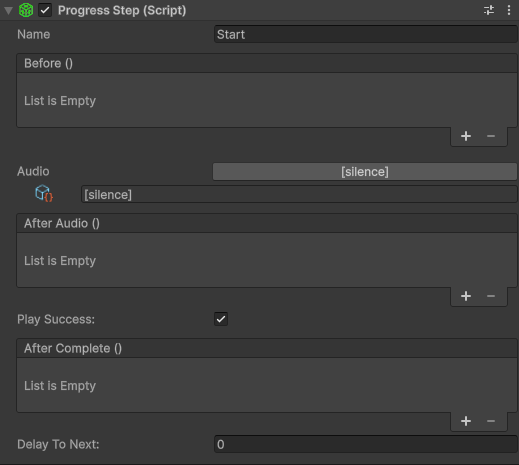 Progress Step (Script)
Name Start
Before ()
List is Empty
+ −
Audio [silence]
{} [silence]
After Audio ()
List is Empty
+ −
Play Success:
After Complete ()
List is Empty
+ −
Delay To Next: 0